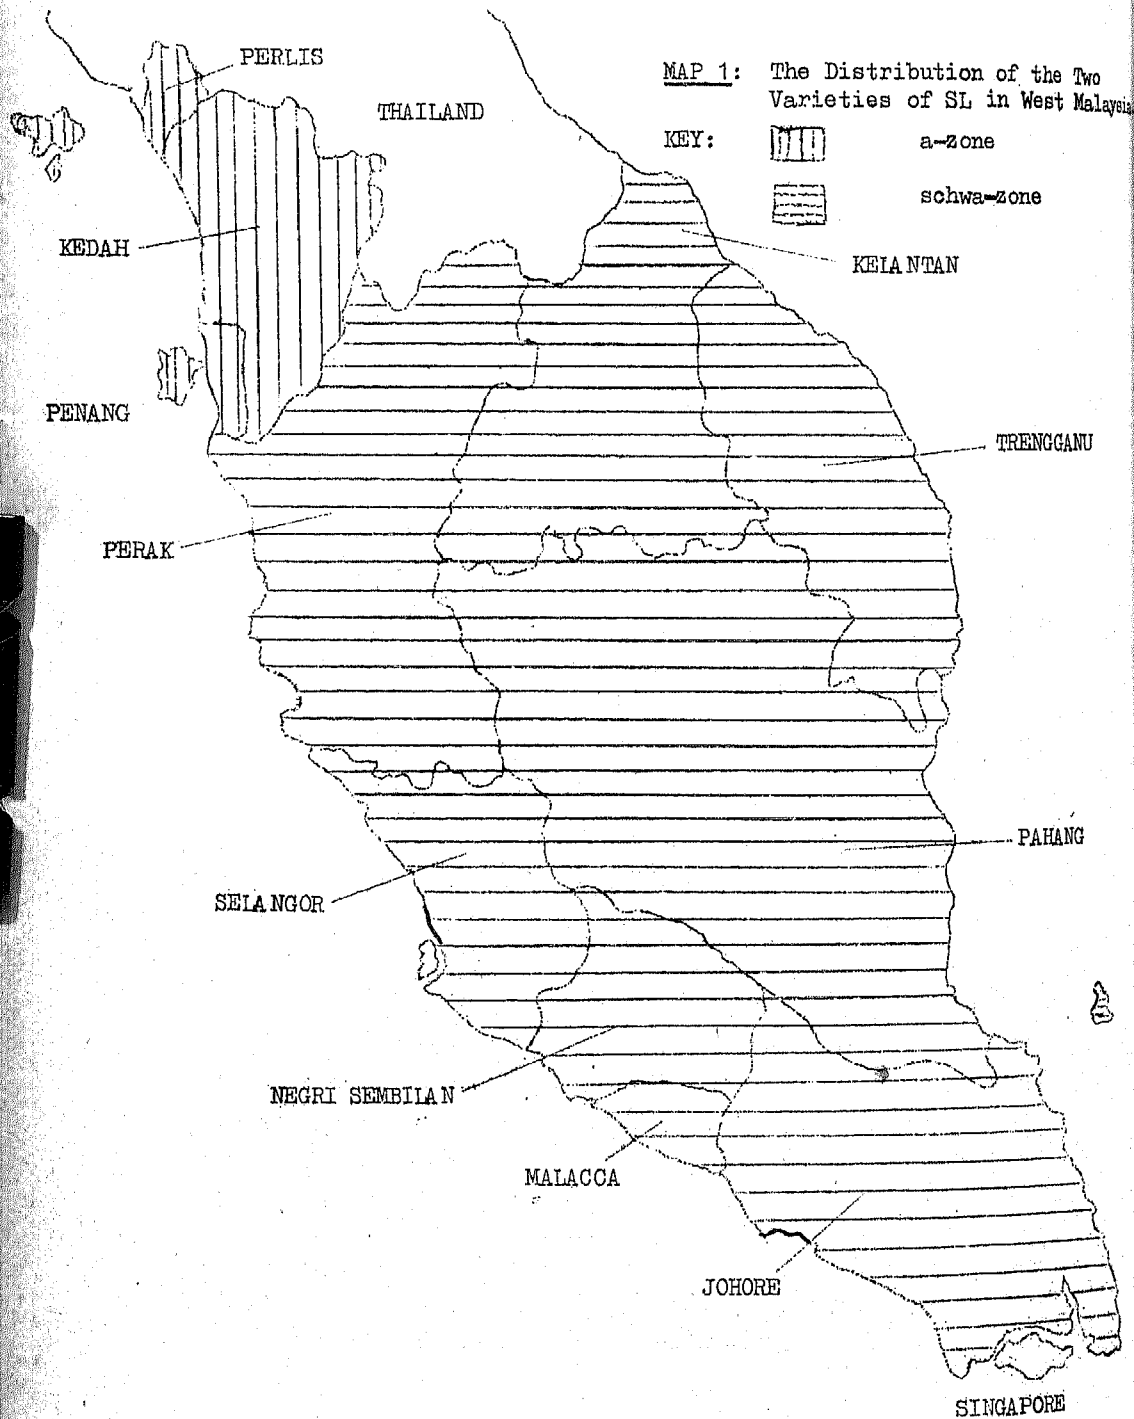 PERLIS
THAILAND
MAP 1: The Distribution of the Two
Varieties of SL in West Malaysia
KEY:
a-zone
schwa-zone
KEDAH
KELANTAN
PENANG
TRENGGANU
PERAK
PAHANG
SELANGOR
NEGRI SEMBILAN
MALACCA
JOHORE
SINGAPORE